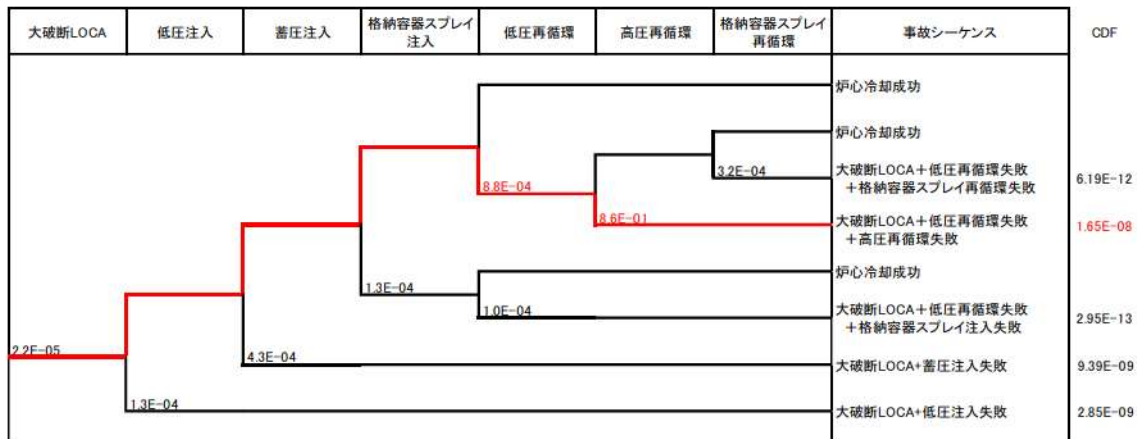 大破断LOCA 低圧注入 蓄圧注入 格納容器スプレイ注入 低圧再循環 高圧再循環 格納容器スプレイ再循環 事故シーケンス CDF
炉心冷却成功
炉心冷却成功
3.2E-04 大破断LOCA+低圧再循環失敗
+格納容器スプレイ再循環失敗 6.19E-12
8.8E-04
8.6E-01 大破断LOCA+低圧再循環失敗
+高圧再循環失敗 1.65E-08
炉心冷却成功
1.3E-04
1.0E-04 大破断LOCA+低圧再循環失敗
+格納容器スプレイ注入失敗 2.95E-13
2.2E-05 4.3E-04 大破断LOCA+蓄圧注入失敗 9.39E-09
1.3E-04 大破断LOCA+低圧注入失敗 2.85E-09